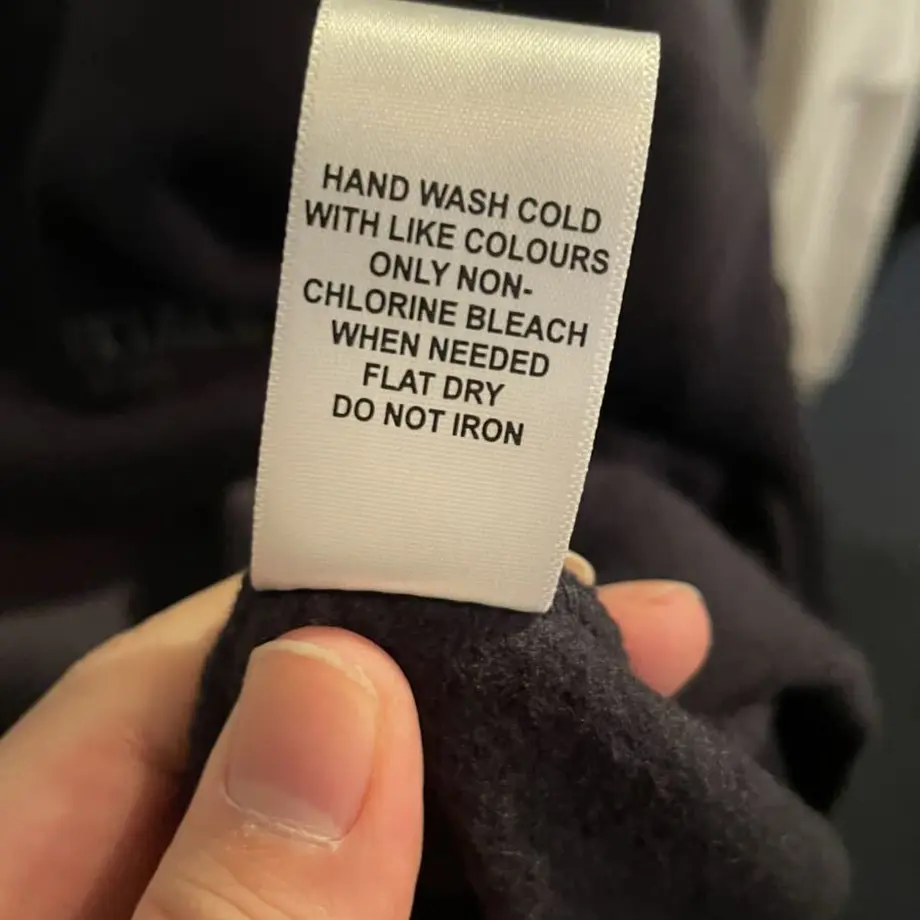 HAND WASH COLD
WITH LIKE COLOURS
ONLY NON-
CHLORINE BLEACH
WHEN NEEDED
FLAT DRY
DO NOT IRON